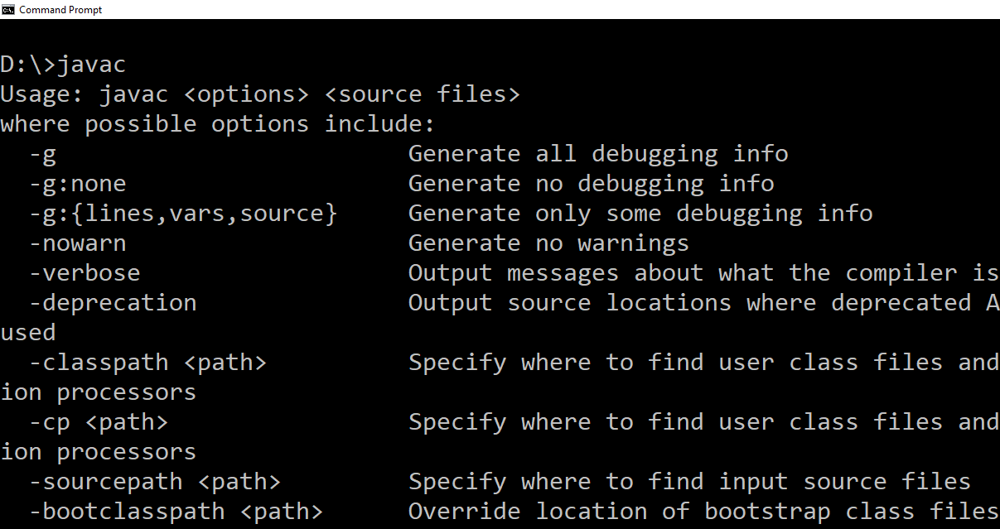 Command Prompt
D:\>javac
Usage: javac <options> <source files>
where possible options include:
  -g                         Generate all debugging info
  -g:none                    Generate no debugging info
  -g:{lines,vars,source}     Generate only some debugging info
  -nowarn                    Generate no warnings
  -verbose                   Output messages about what the compiler is
  -deprecation               Output source locations where deprecated A
used
  -classpath <path>          Specify where to find user class files and
ion processors
  -cp <path>                 Specify where to find user class files and
ion processors
  -sourcepath <path>         Specify where to find input source files
  -bootclasspath <path>      Override location of bootstrap class files